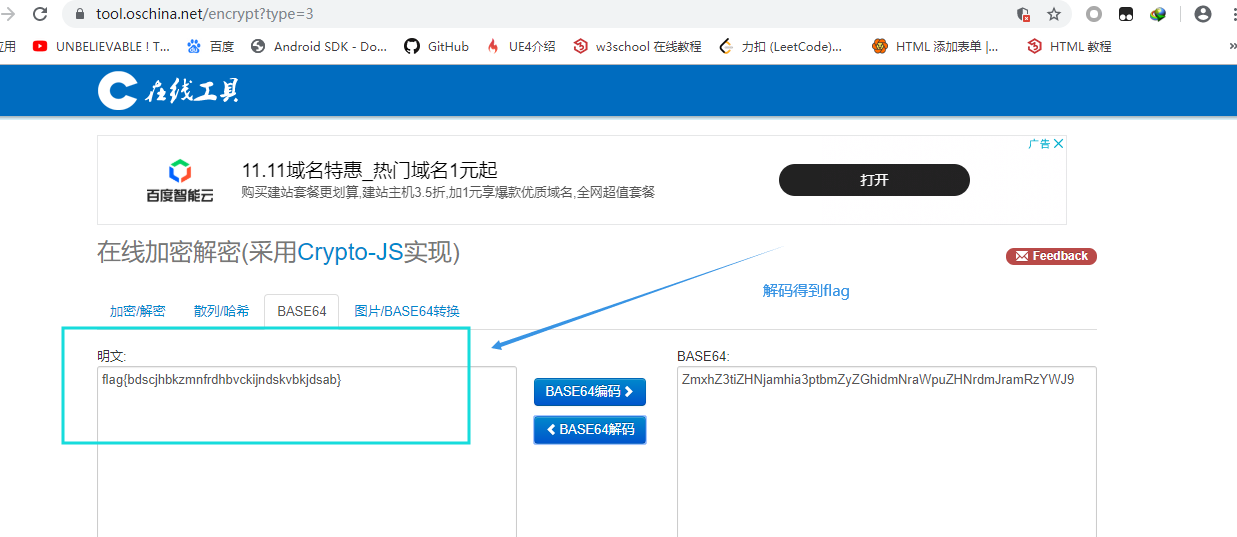 tool.oschina.net/encrypt?type=3
应用 UNBELIEVABLE ! T... 百度 Android SDK - Do... GitHub UE4介绍 w3school 在线教程 力扣 (LeetCode)... HTML 添加表单 |... HTML 教程 »
在线工具
广告
11.11域名特惠_热门域名1元起
百度智能云
购买建站套餐更划算,建站主机3.5折,加1元享爆款优质域名,全网超值套餐
打开
在线加密解密(采用Crypto-JS实现)
Feedback
解码得到flag
加密/解密 散列/哈希 BASE64 图片/BASE64转换
明文:
BASE64:
flag{bdscjhbkzmnfrdhbvckijndskvbkjdsab}
ZmxhZ3tiZHNjamhia3ptbmZyZGhidmNraWpuZHNrdmJramRzYWJ9
BASE64编码
BASE64解码